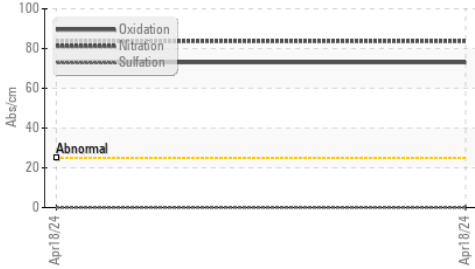 100
80
60
40
20
0
Abs/cm
Oxidation
Nitration
Sulfation
Abnormal
Apr18/24
Apr18/24